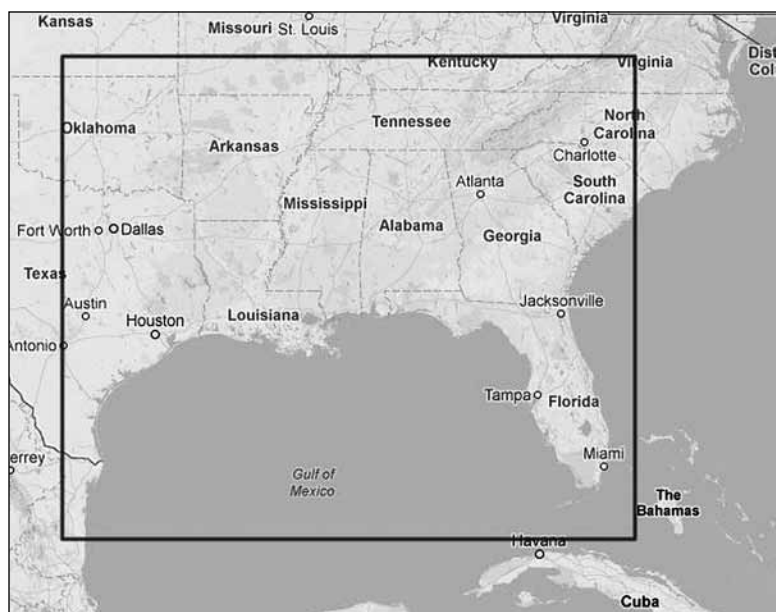 Kansas
Missouri
St. Louis
Virginia
Dist
Col
Kentucky
Virginia
Oklahoma
Arkansas
Tennessee
North
Carolina
Charlotte
Mississippi
Alabama
Atlanta
South
Carolina
Georgia
Fort Worth
Dallas
Texas
Austin
Houston
Louisiana
Jacksonville
Antonio
Tampa
Florida
Miami
errey
Gulf of
Mexico
The
Bahamas
Havana
Cuba